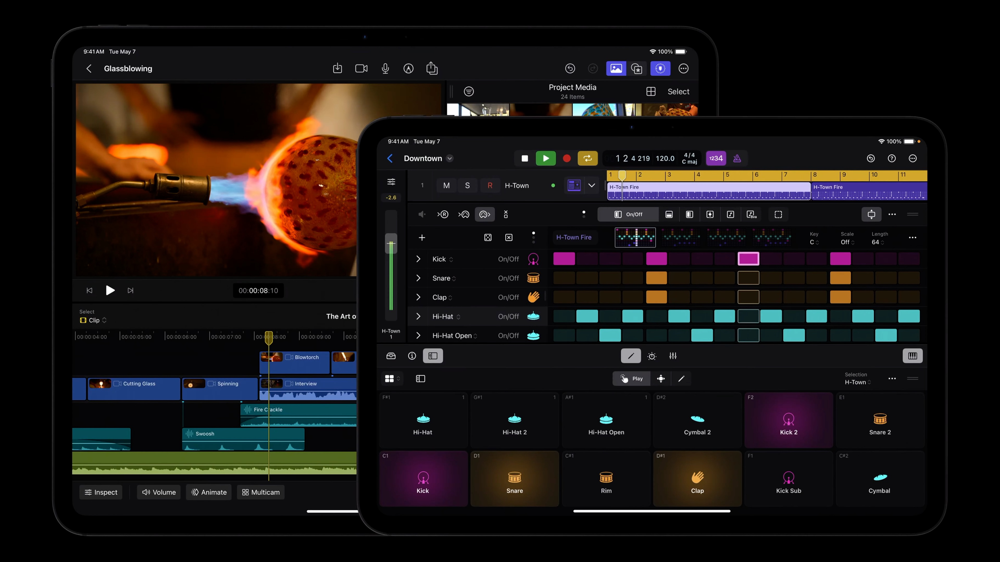 9:41 AM Tue May 7
100%
Glassblowing
Project Media
24 Items
Select
00:00:08:10
Select
Clip
The Art o
00:00:04:00
00:00:05:00
00:00:06:00
00:00:07:00
00:00:08:00
00:00:09:00
00:0
Blowtorch
Cutting Glass
Spinning
Interview
Fire Crackle
Swoosh
Inspect
Volume
Animate
Multicam
9:41 AM Tue May 7
100%
Downtown
1 2 4 219
120.0
4/4
C maj
1234
1 2 3 4 5 6 7 8 9 10 11
1
M
S
R
H-Town
H-Town Fire
H-Town Fire
-2.6
R
On/Off
8va
H-Town Fire
Key
C
Scale
Off
Length
64
Kick On/Off
Snare On/Off
Clap On/Off
Hi-Hat On/Off
Hi-Hat Open On/Off
H-Town
1
Play
Selection
H-Town
F#1 1
Hi-Hat
G#1 1
Hi-Hat 2
A#1 1
Hi-Hat Open
D#2
Cymbal 2
F2
Kick 2
E1
Snare 2
C1
Kick
D1
Snare
C#1
Rim
D#1
Clap
F1
Kick Sub
C#2
Cymbal